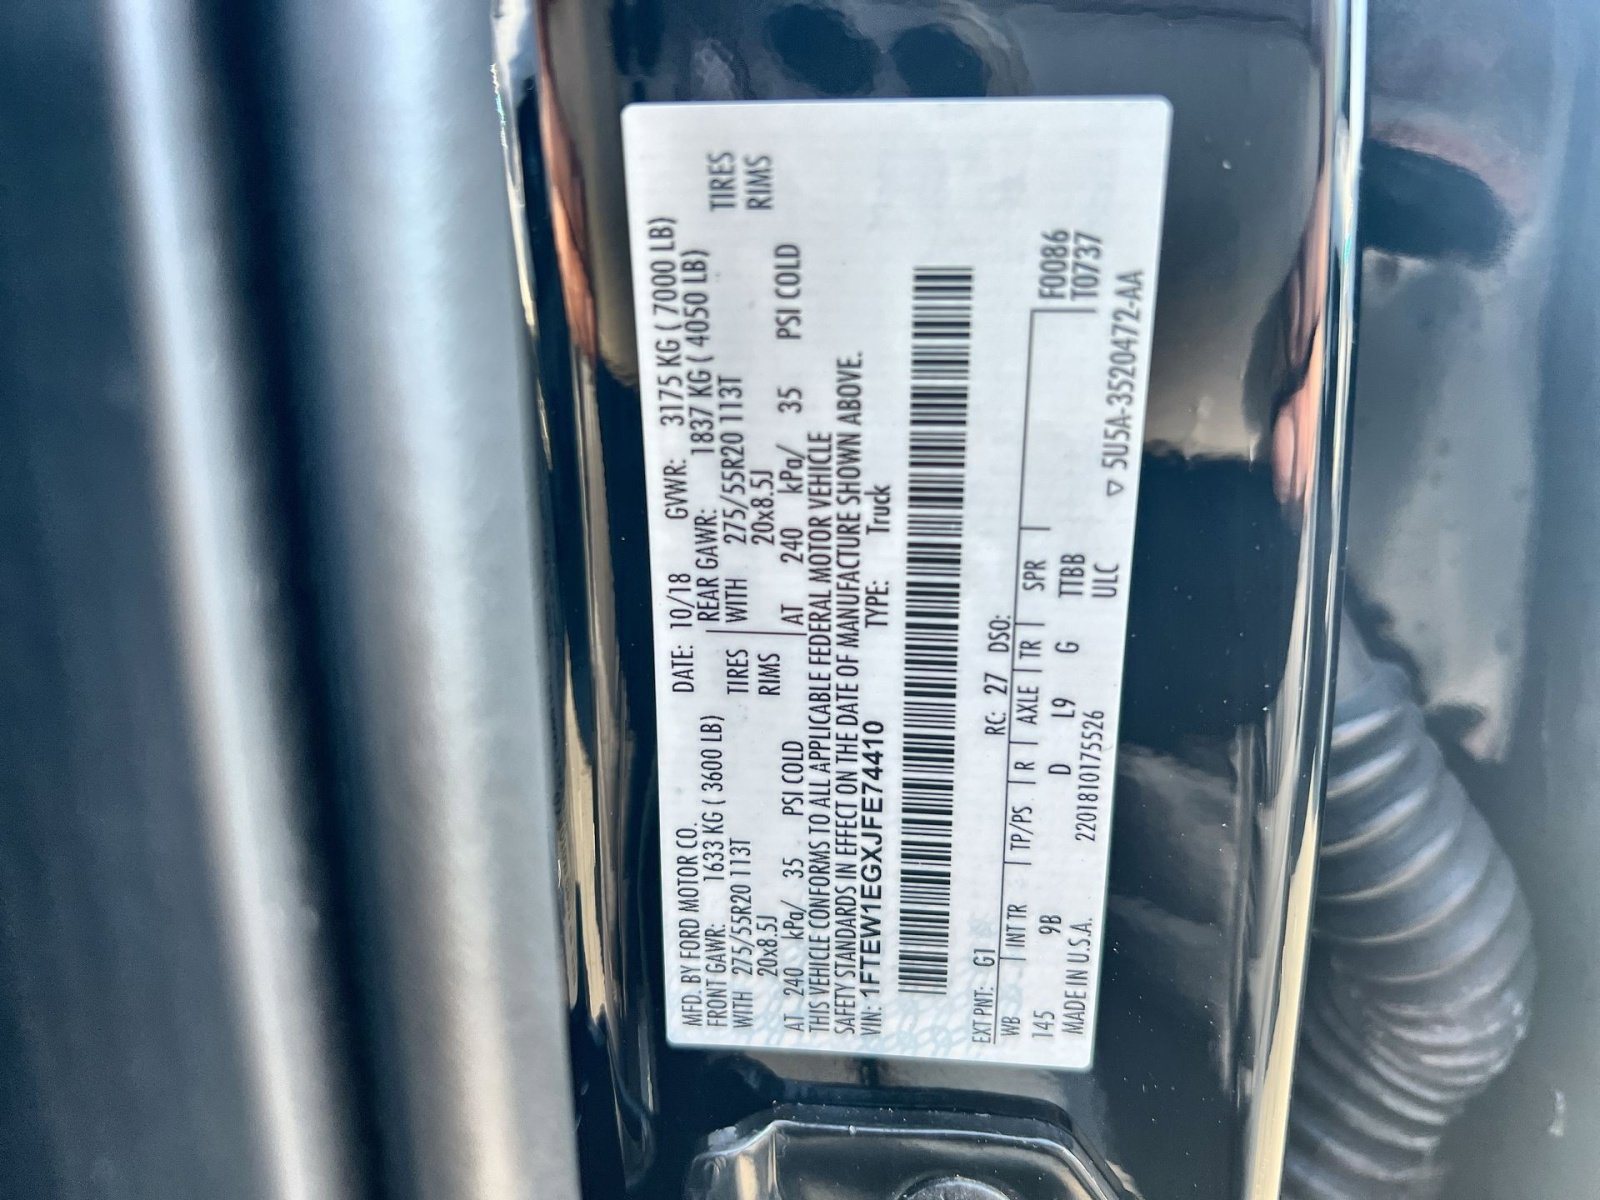 MFD. BY FORD MOTOR CO. DATE: 10/18 GVWR: 3175 KG ( 7000 LB)
FRONT GAWR: 1633 KG ( 3600 LB) REAR GAWR: 1837 KG ( 4050 LB)
WITH 275/55R20 113T TIRES WITH 275/55R20 113T TIRES
20x8.5J RIMS 20x8.5J RIMS
AT 240 kPa/ 35 PSI COLD AT 240 kPa/ 35 PSI COLD
THIS VEHICLE CONFORMS TO ALL APPLICABLE FEDERAL MOTOR VEHICLE
SAFETY STANDARDS IN EFFECT ON THE DATE OF MANUFACTURE SHOWN ABOVE.
VIN: 1FTEW1EGXJFE74410 TYPE: Truck
EXT PNT: G1 RC: 27 DSO:
WB INT TR TP/PS R AXLE TR SPR F0086
145 9B D L9 G TTBB T0737
MADE IN U.S.A. 220181017 5526 ULC
▽ 5U5A-3520472-AA